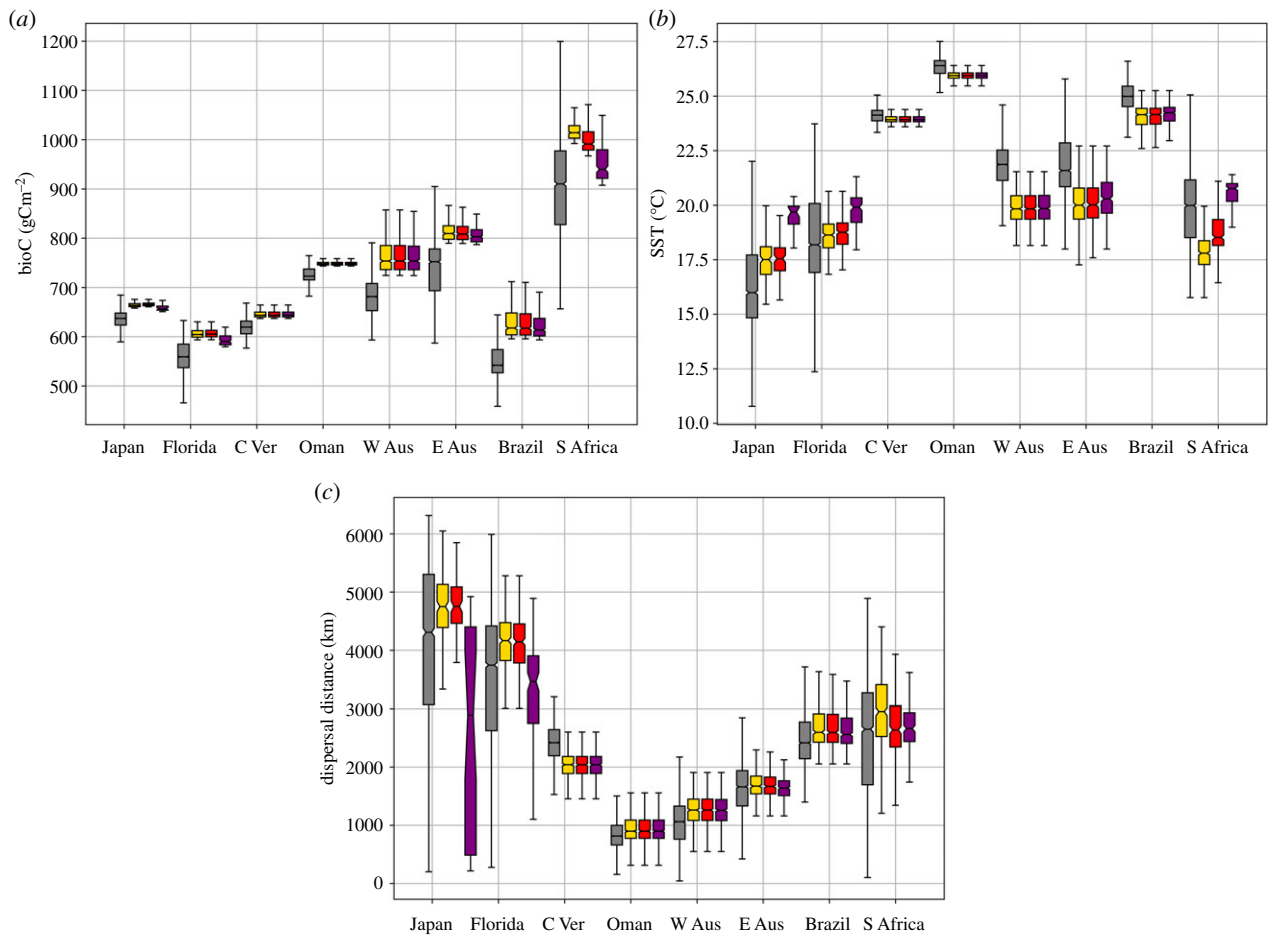 (a)
bioC (gCm⁻²)
1200
1100
1000
900
800
700
600
500
Japan Florida C Ver Oman W Aus E Aus Brazil S Africa
(b)
SST (°C)
27.5
25.0
22.5
20.0
17.5
15.0
12.5
10.0
Japan Florida C Ver Oman W Aus E Aus Brazil S Africa
(c)
dispersal distance (km)
6000
5000
4000
3000
2000
1000
0
Japan Florida C Ver Oman W Aus E Aus Brazil S Africa